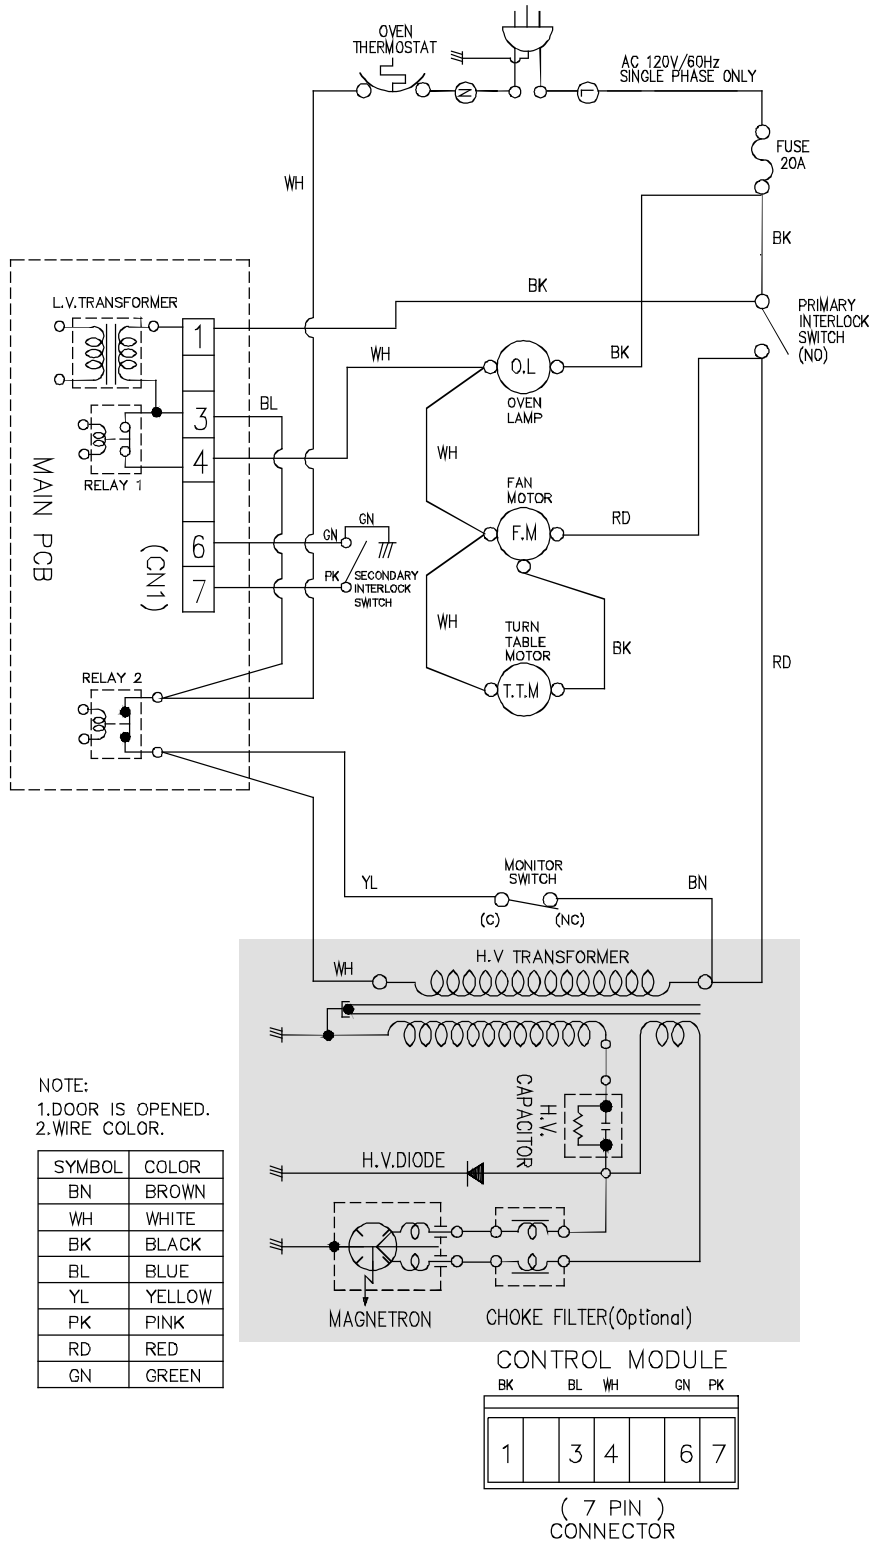 OVEN
THERMOSTAT
N
L
AC 120V/60Hz
SINGLE PHASE ONLY
FUSE
20A
WH
BK
L.V.TRANSFORMER
BK
PRIMARY
INTERLOCK
SWITCH
(NO)
1
WH
O.L
BK
OVEN
LAMP
BL
3
4
RELAY 1
MAIN PCB
(CN1)
WH
FAN
MOTOR
F.M
RD
GN
GN
6
PK
7
SECONDARY
INTERLOCK
SWITCH
WH
TURN
TABLE
MOTOR
T.T.M
BK
RD
RELAY 2
MONITOR
SWITCH
YL
BN
(C)
(NC)
H.V TRANSFORMER
WH
H.V.
CAPACITOR
H.V.DIODE
MAGNETRON
CHOKE FILTER(Optional)
NOTE:
1.DOOR IS OPENED.
2.WIRE COLOR.
SYMBOL COLOR
BN BROWN
WH WHITE
BK BLACK
BL BLUE
YL YELLOW
PK PINK
RD RED
GN GREEN
CONTROL MODULE
BK BL WH GN PK
1 3 4 6 7
( 7 PIN )
CONNECTOR